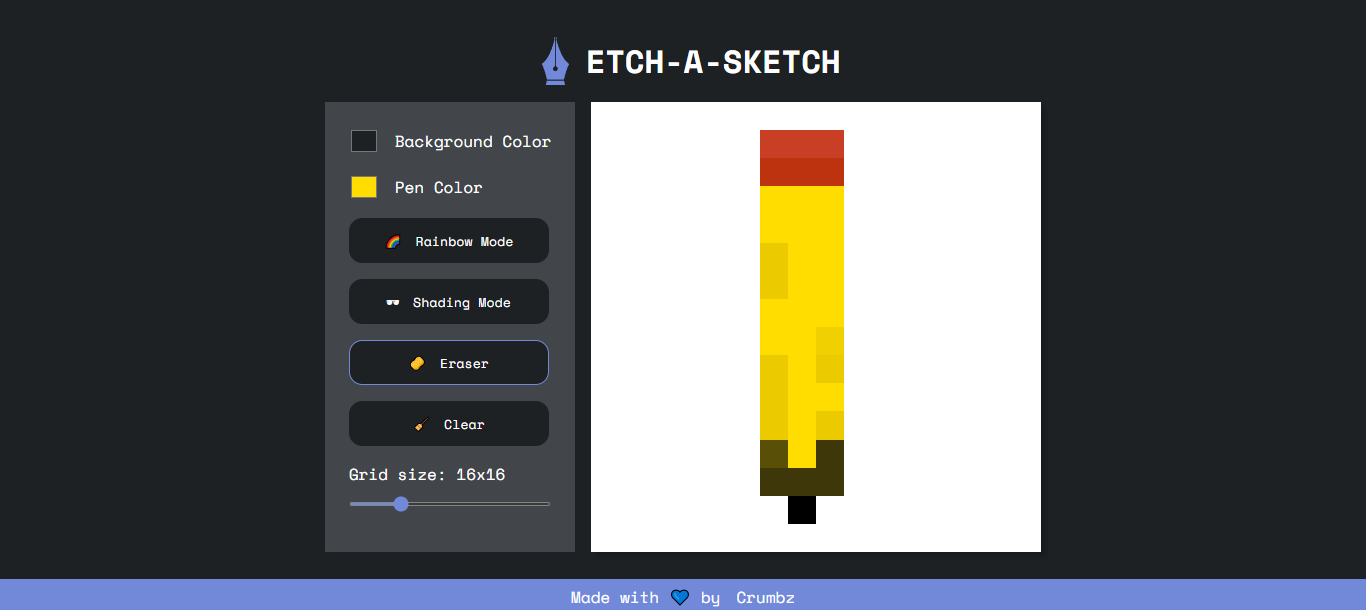 ETCH-A-SKETCH
Background Color
Pen Color
Rainbow Mode
Shading Mode
Eraser
Clear
Grid size: 16x16
Made with 💙 by Crumbz